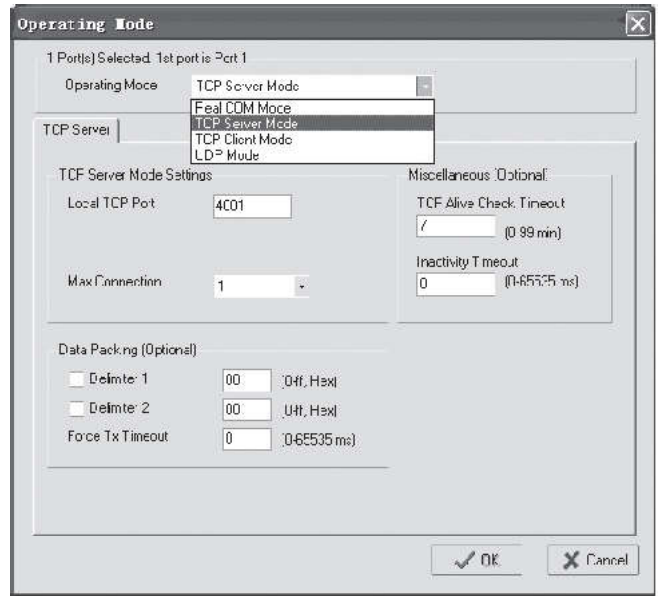 Operating Mode
1 Port(s) Selected. 1st port is Port 1
Operating Mode
TCP Server Mode
Real COM Mode
TCP Server Mode
TCP Client Mode
UDP Mode
TCP Server
TCP Server Mode Settings
Local TCP Port
4001
Max Connection
1
Miscellaneous (Optional)
TCP Alive Check Timeout
7
(0-99 min)
Inactivity Timeout
0
(0-65535 ms)
Data Packing (Optional)
Delimiter 1
00
(0-ff, Hex)
Delimiter 2
00
(0-ff, Hex)
Force Tx Timeout
0
(0-65535 ms)
OK
Cancel